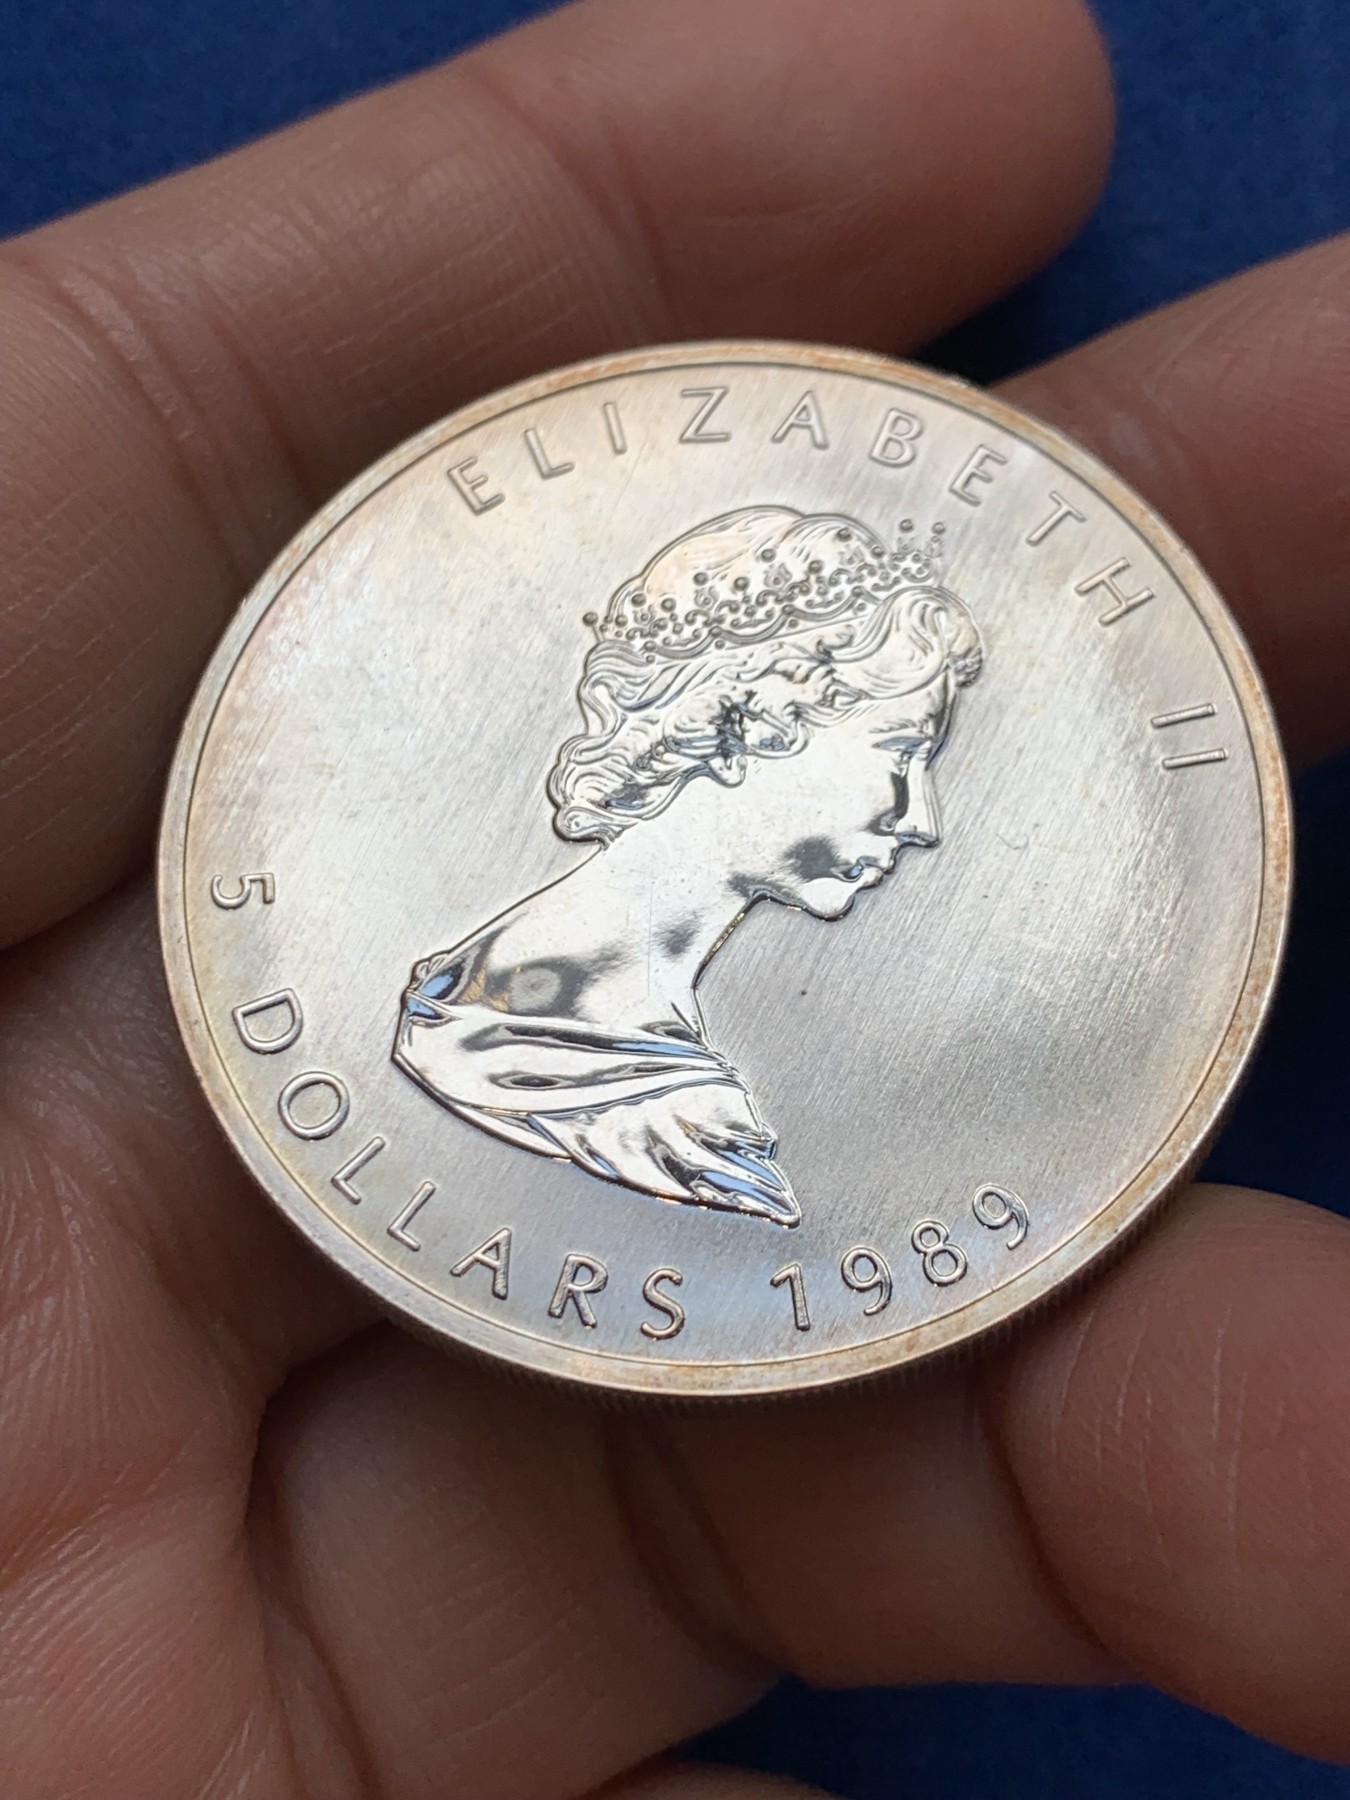 ELIZABETH II
5 DOLLARS 1989